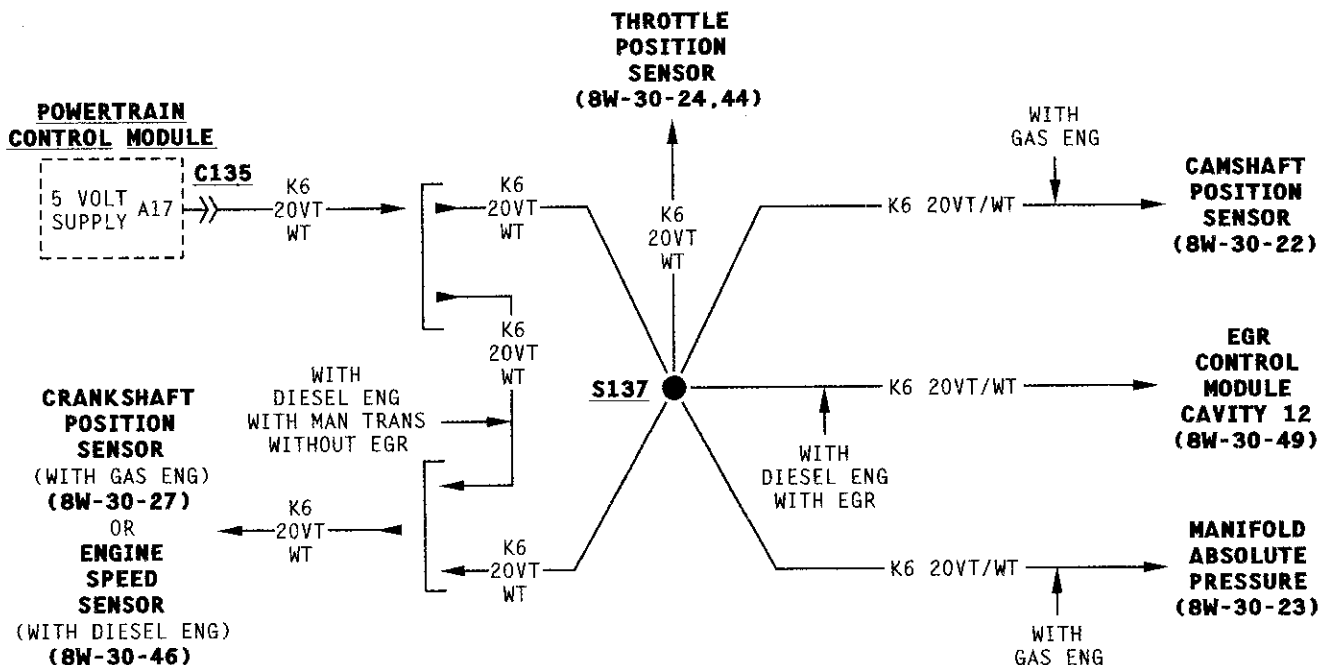 THROTTLE
POSITION
SENSOR
(8W-30-24,44)
POWERTRAIN
CONTROL MODULE
5 VOLT
SUPPLY
A17
C135
K6
20VT
WT
K6
20VT
WT
K6
20VT
WT
WITH
GAS ENG
K6 20VT/WT
CAMSHAFT
POSITION
SENSOR
(8W-30-22)
K6
20VT
WT
WITH
DIESEL ENG
WITH MAN TRANS
WITHOUT EGR
S137
K6 20VT/WT
WITH
DIESEL ENG
WITH EGR
EGR
CONTROL
MODULE
CAVITY 12
(8W-30-49)
CRANKSHAFT
POSITION
SENSOR
(WITH GAS ENG)
(8W-30-27)
OR
ENGINE
SPEED
SENSOR
(WITH DIESEL ENG)
(8W-30-46)
K6
20VT
WT
K6
20VT
WT
K6 20VT/WT
WITH
GAS ENG
MANIFOLD
ABSOLUTE
PRESSURE
(8W-30-23)